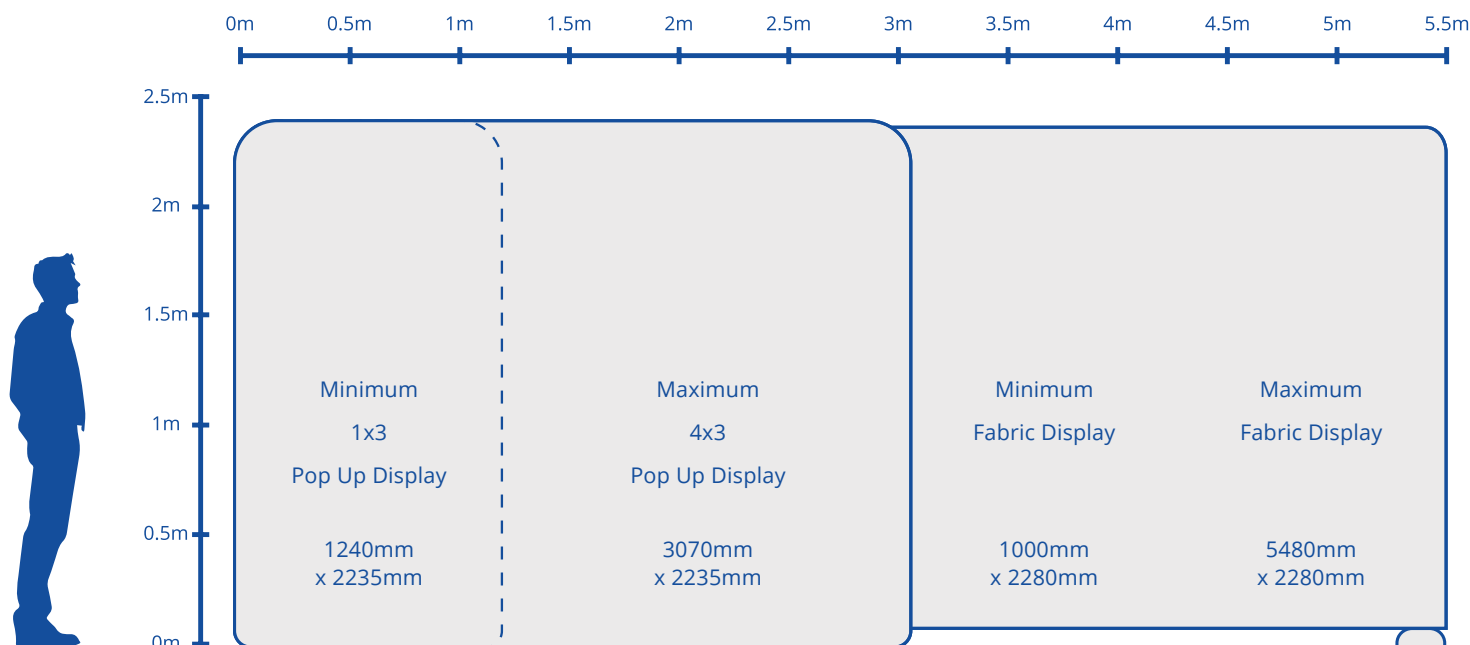 0m 0.5m 1m 1.5m 2m 2.5m 3m 3.5m 4m 4.5m 5m 5.5m
2.5m
2m
1.5m
1m
0.5m
0m
Minimum
1x3
Pop Up Display
1240mm
x 2235mm
Maximum
4x3
Pop Up Display
3070mm
x 2235mm
Minimum
Fabric Display
1000mm
x 2280mm
Maximum
Fabric Display
5480mm
x 2280mm